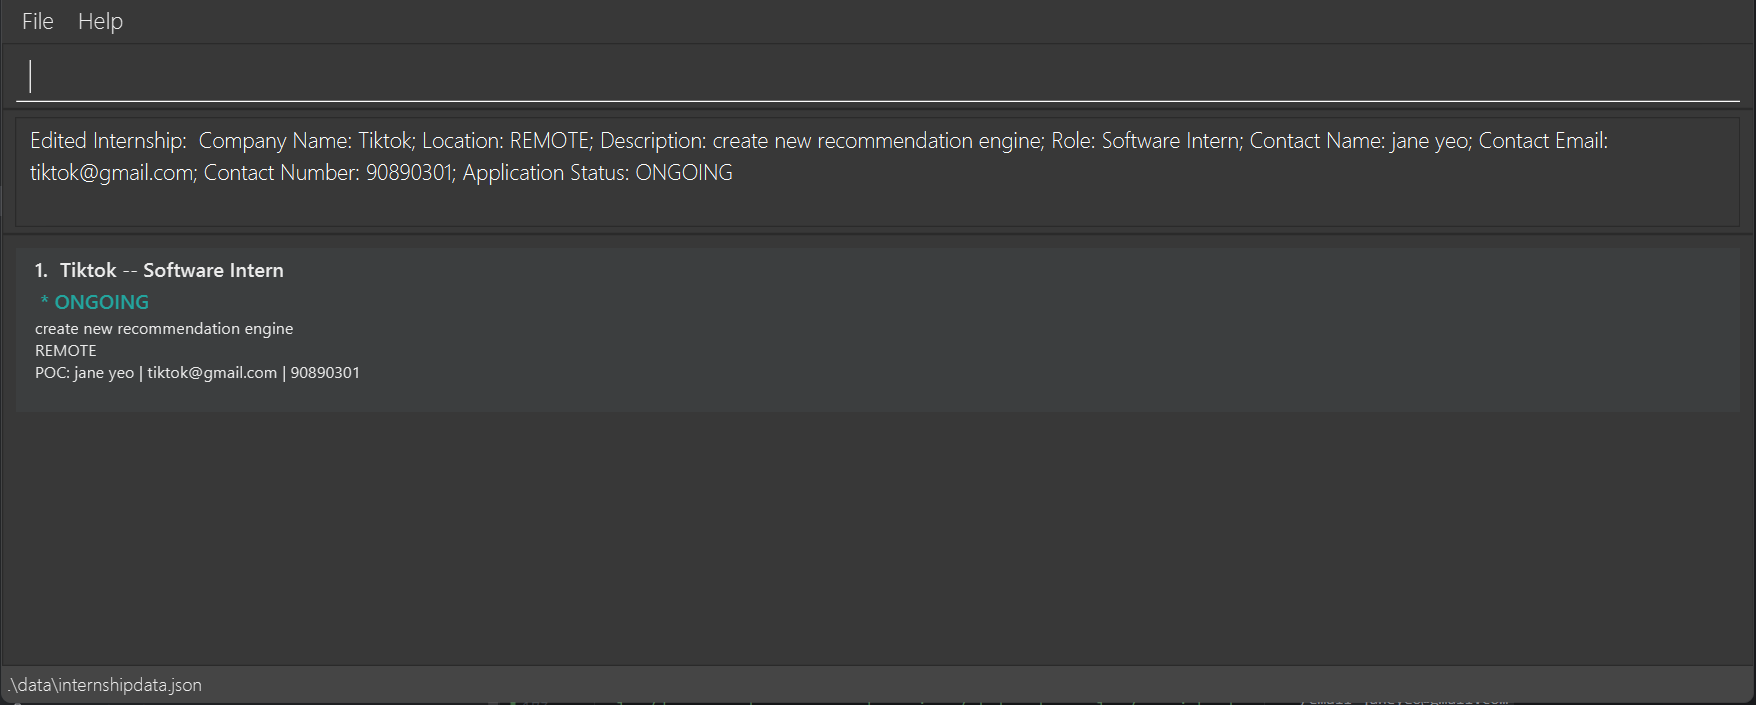 File Help
Edited Internship:  Company Name: Tiktok; Location: REMOTE; Description: create new recommendation engine; Role: Software Intern; Contact Name: jane yeo; Contact Email:
tiktok@gmail.com; Contact Number: 90890301; Application Status: ONGOING
1. Tiktok -- Software Intern
* ONGOING
create new recommendation engine
REMOTE
POC: jane yeo | tiktok@gmail.com | 90890301
.\data\internshipdata.json